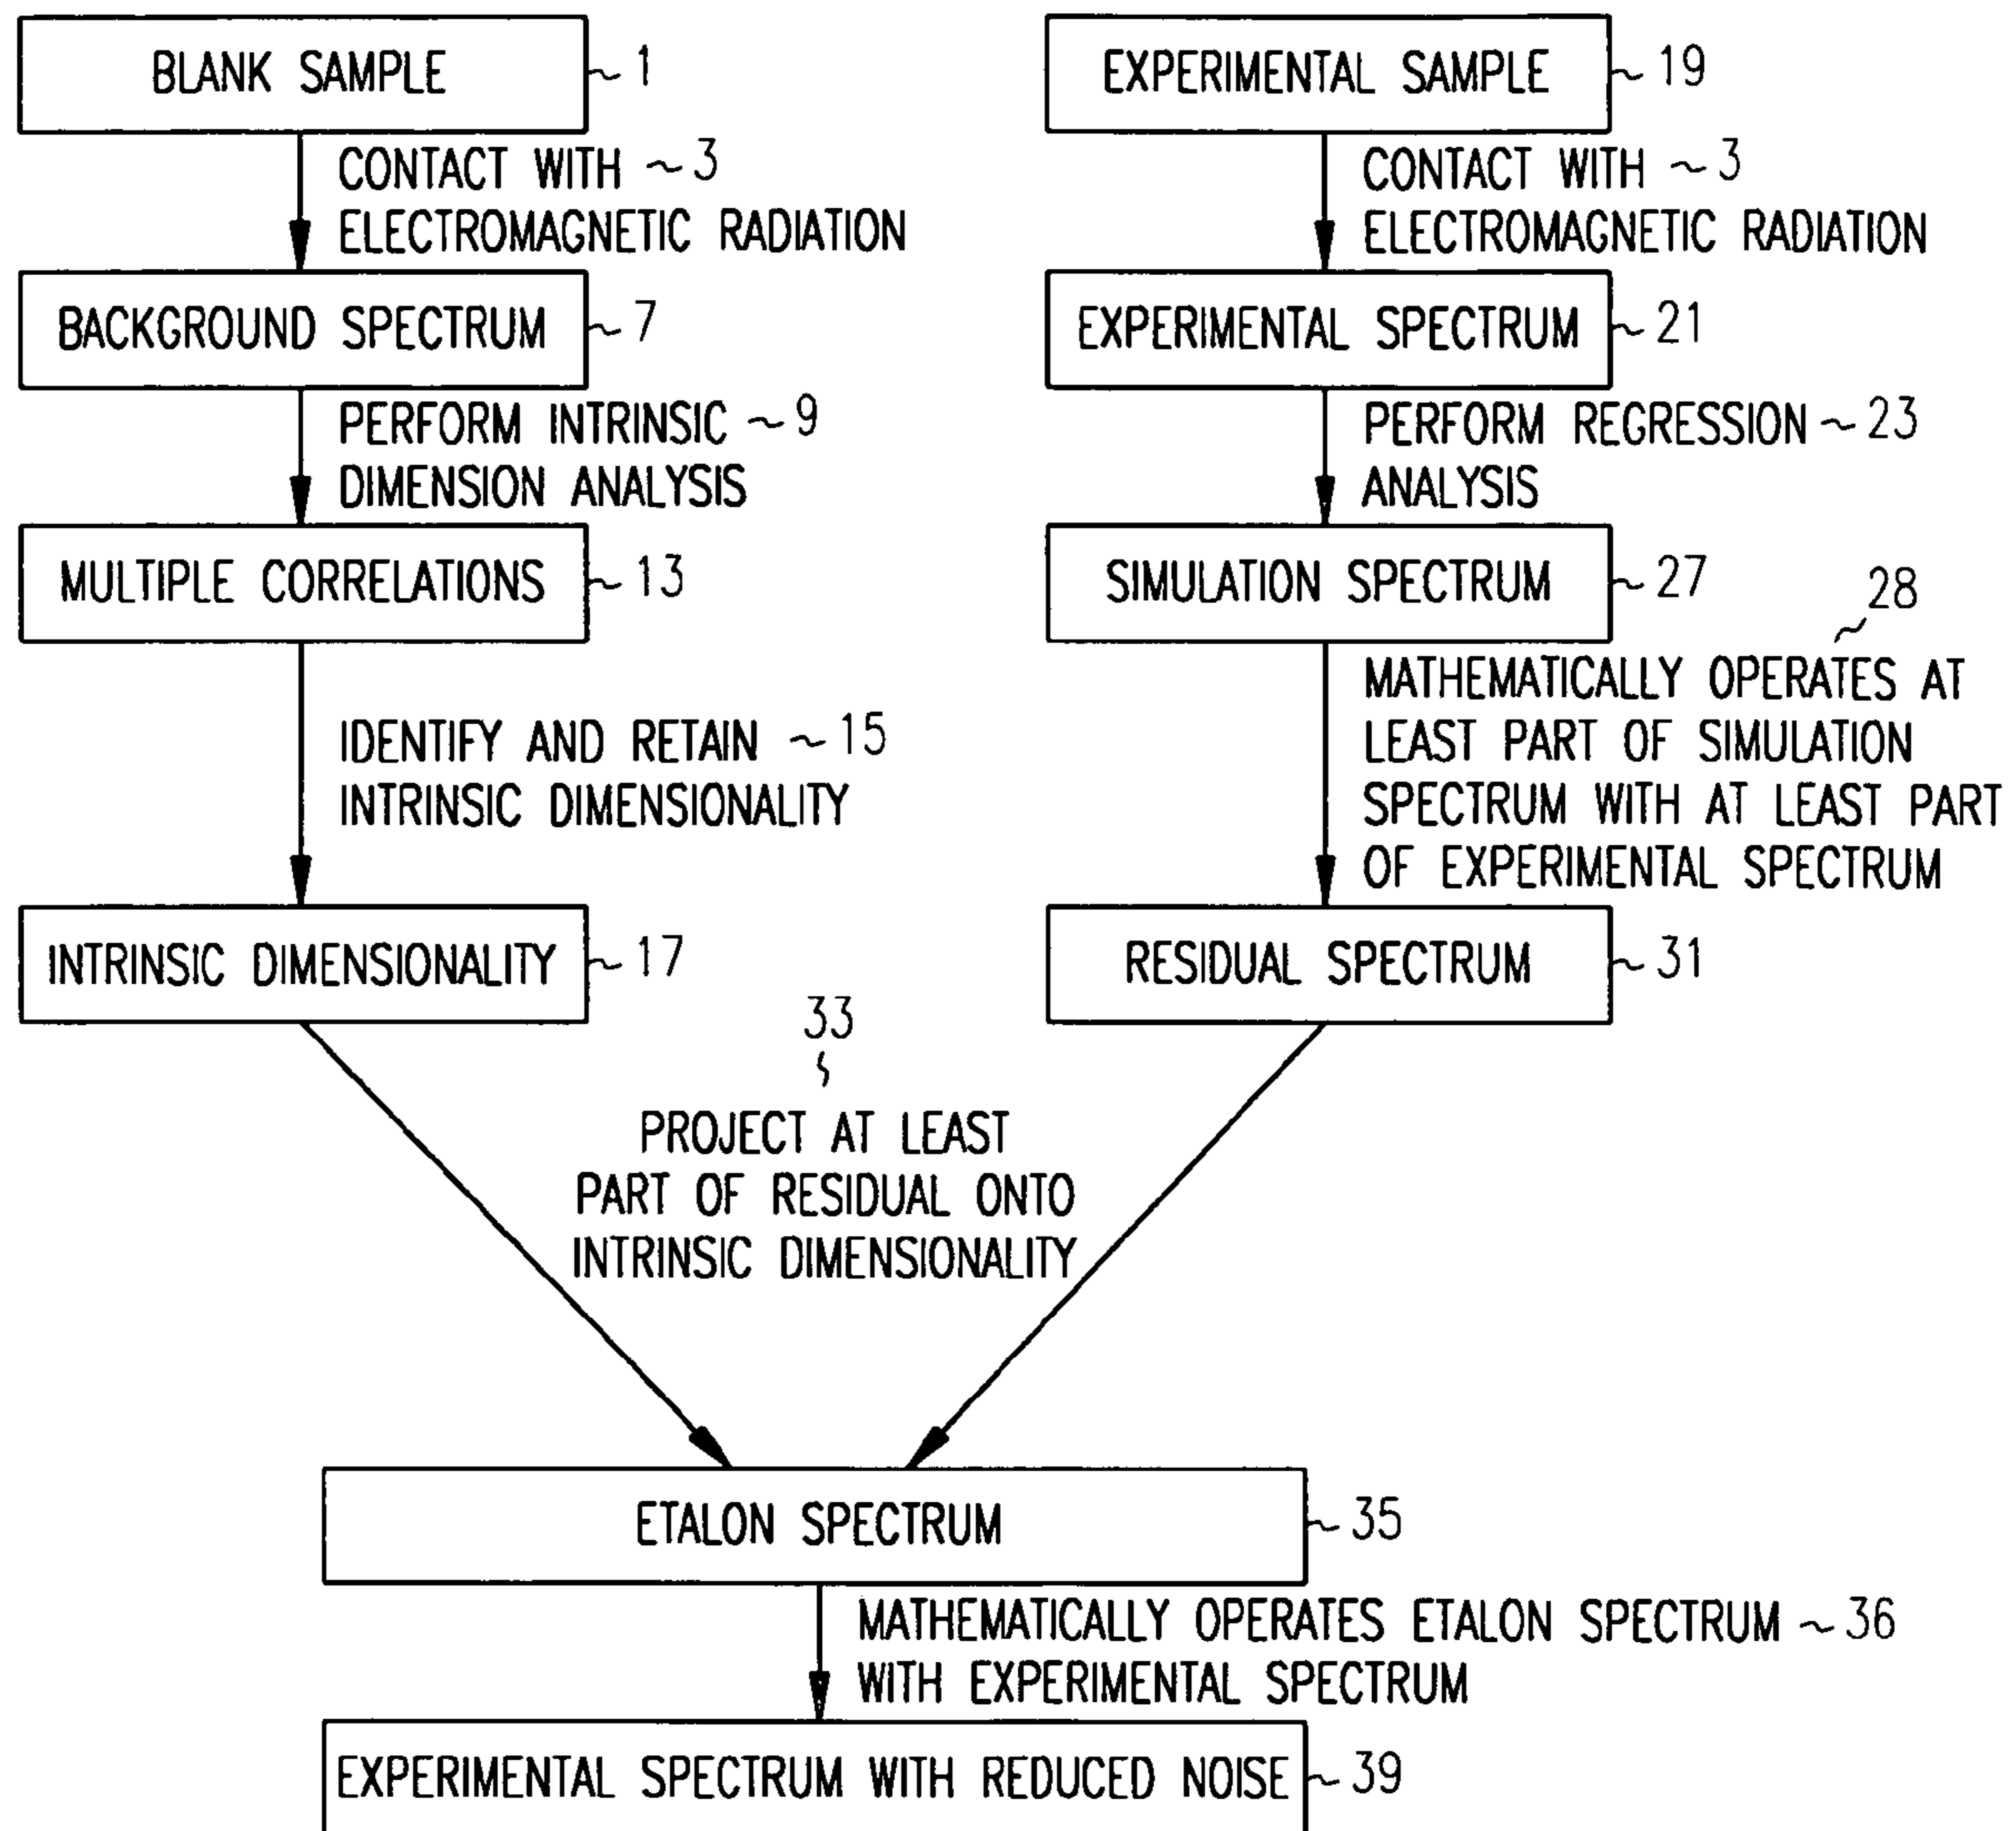 BLANK SAMPLE ~ 1
CONTACT WITH ~ 3
ELECTROMAGNETIC RADIATION
BACKGROUND SPECTRUM ~ 7
PERFORM INTRINSIC ~ 9
DIMENSION ANALYSIS
MULTIPLE CORRELATIONS ~ 13
IDENTIFY AND RETAIN ~ 15
INTRINSIC DIMENSIONALITY
INTRINSIC DIMENSIONALITY ~ 17
EXPERIMENTAL SAMPLE ~ 19
CONTACT WITH ~ 3
ELECTROMAGNETIC RADIATION
EXPERIMENTAL SPECTRUM ~ 21
PERFORM REGRESSION ~ 23
ANALYSIS
SIMULATION SPECTRUM ~ 27
28
MATHEMATICALLY OPERATES AT
LEAST PART OF SIMULATION
SPECTRUM WITH AT LEAST PART
OF EXPERIMENTAL SPECTRUM
RESIDUAL SPECTRUM ~ 31
33
PROJECT AT LEAST
PART OF RESIDUAL ONTO
INTRINSIC DIMENSIONALITY
ETALON SPECTRUM ~ 35
MATHEMATICALLY OPERATES ETALON SPECTRUM ~ 36
WITH EXPERIMENTAL SPECTRUM
EXPERIMENTAL SPECTRUM WITH REDUCED NOISE ~ 39